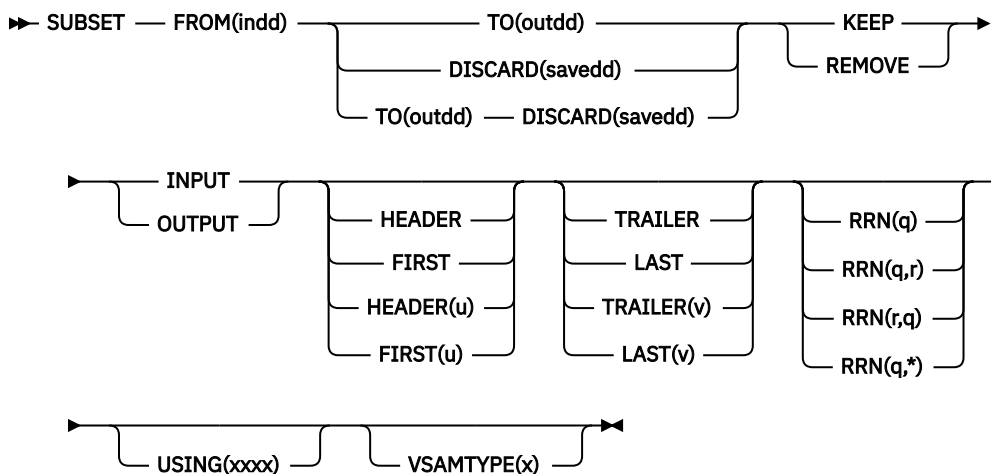 SUBSET FROM(indd) TO(outdd) KEEP
DISCARD(savedd) REMOVE
TO(outdd) DISCARD(savedd)
INPUT
OUTPUT HEADER TRAILER RRN(q)
FIRST LAST RRN(q,r)
HEADER(u) TRAILER(v) RRN(r,q)
FIRST(u) LAST(v) RRN(q,*)
USING(xxxx) VSAMTYPE(x)